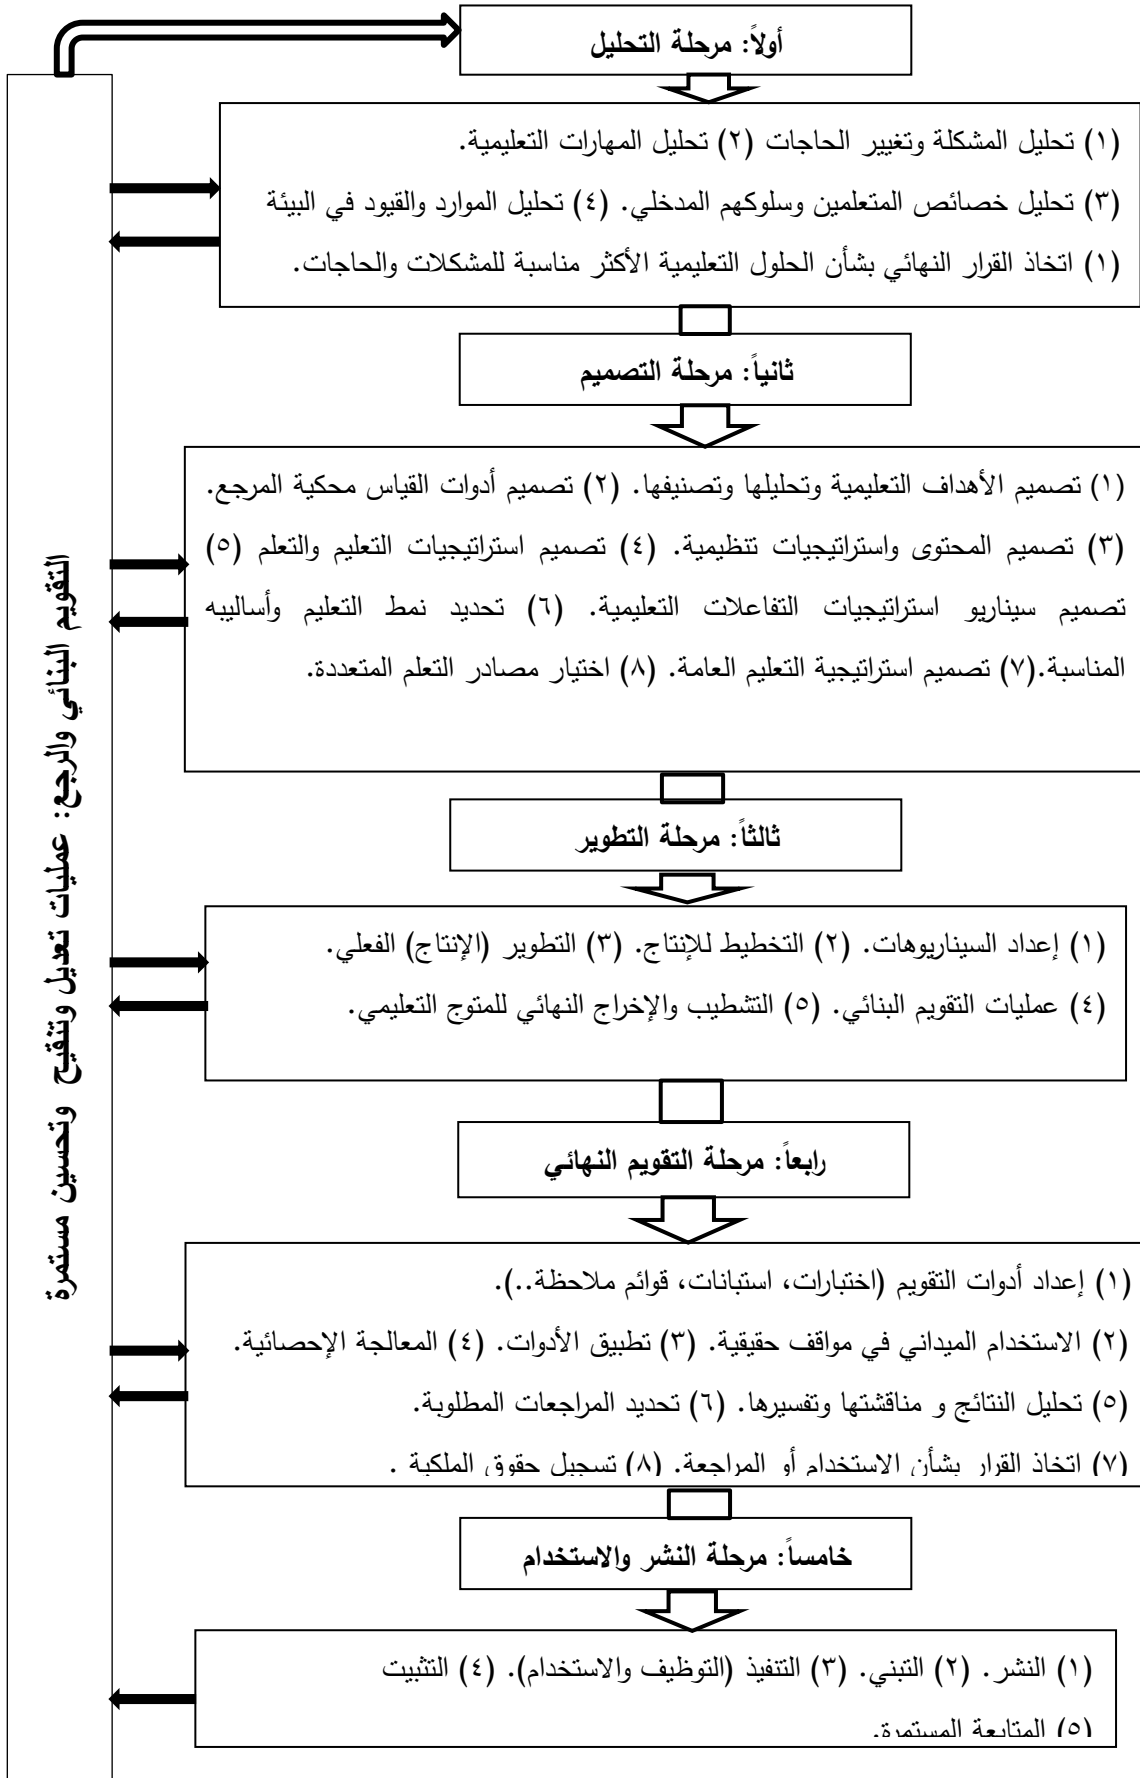 أولاً: مرحلة التحليل
(١) تحليل المشكلة وتغيير الحاجات (٢) تحليل المهارات التعليمية.
(٣) تحليل خصائص المتعلمين وسلوكهم المدخلي. (٤) تحليل الموارد والقيود في البيئة
(١) اتخاذ القرار النهائي بشأن الحلول التعليمية الأكثر مناسبة للمشكلات والحاجات.
ثانياً: مرحلة التصميم
(١) تصميم الأهداف التعليمية وتحليلها وتصنيفها. (٢) تصميم أدوات القياس محكية المرجع.
(٣) تصميم المحتوى واستراتيجيات تنظيمية. (٤) تصميم استراتيجيات التعليم والتعلم (٥)
تصميم سيناريو استراتيجيات التفاعلات التعليمية. (٦) تحديد نمط التعليم وأساليبه
المناسبة.(٧) تصميم استراتيجية التعليم العامة. (٨) اختيار مصادر التعلم المتعددة.
ثالثاً: مرحلة التطوير
(١) إعداد السيناريوهات. (٢) التخطيط للإنتاج. (٣) التطوير (الإنتاج) الفعلي.
(٤) عمليات التقويم البنائي. (٥) التشطيب والإخراج النهائي للمتوج التعليمي.
رابعاً: مرحلة التقويم النهائي
(١) إعداد أدوات التقويم (اختبارات، استبانات، قوائم ملاحظة..).
(٢) الاستخدام الميداني في مواقف حقيقية. (٣) تطبيق الأدوات. (٤) المعالجة الإحصائية.
(٥) تحليل النتائج و مناقشتها وتفسيرها. (٦) تحديد المراجعات المطلوبة.
(٧) اتخاذ القرار بشأن الاستخدام أو المراجعة. (٨) تسجيل حقوق الملكية .
خامساً: مرحلة النشر والاستخدام
(١) النشر. (٢) التبني. (٣) التنفيذ (التوظيف والاستخدام). (٤) التثبيت
(٥) المتابعة المستمرة.
التقويم البنائي والرجع: عمليات تعديل وتنقيح وتحسين مستمرة